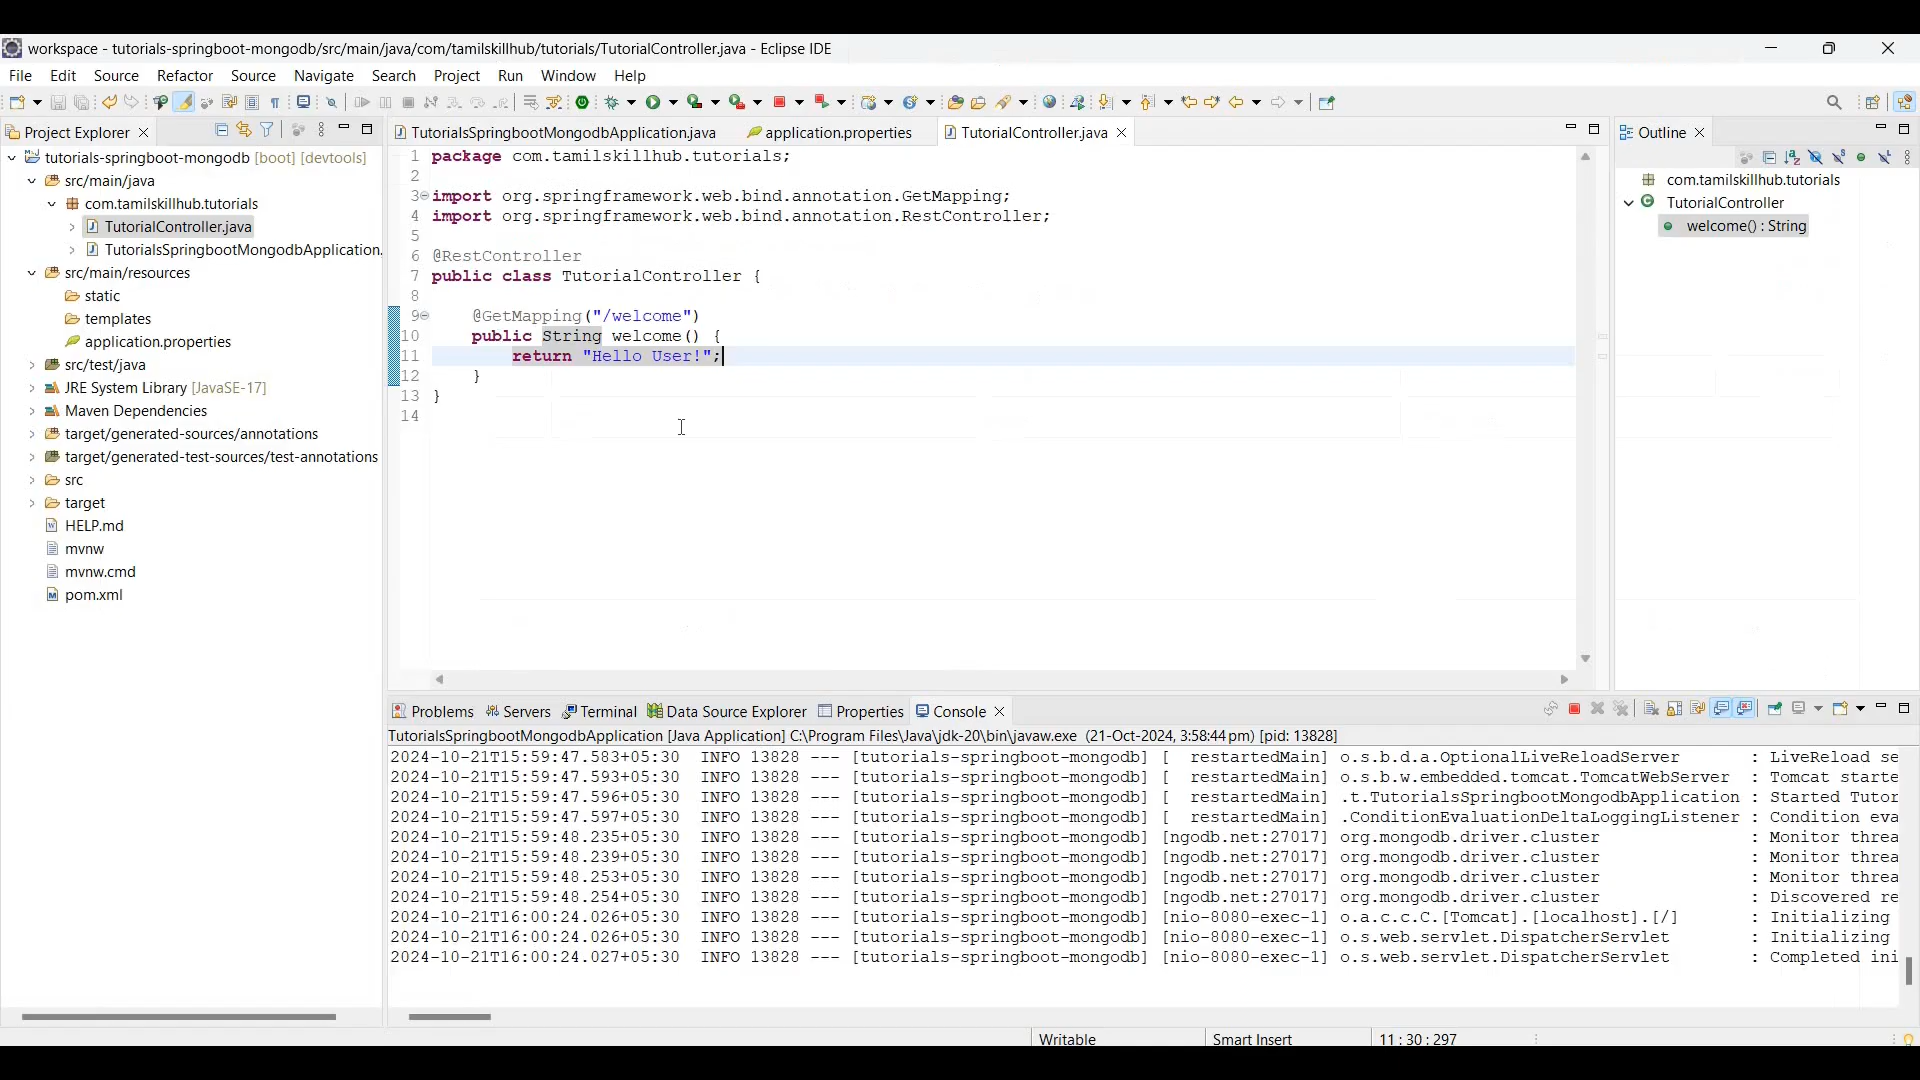 workspace - tutorials-springboot-mongodb/src/main/java/com/tamilskillhub/tutorials/TutorialController.java - Eclipse IDE
File Edit Source Refactor Source Navigate Search Project Run Window Help
Project Explorer
tutorials-springboot-mongodb [boot] [devtools]
src/main/java
com.tamilskillhub.tutorials
TutorialController.java
TutorialsSpringbootMongodbApplication.
src/main/resources
static
templates
application.properties
src/test/java
JRE System Library [JavaSE-17]
Maven Dependencies
target/generated-sources/annotations
target/generated-test-sources/test-annotations
src
target
HELP.md
mvnw
mvnw.cmd
pom.xml
TutorialsSpringbootMongodbApplication.java application.properties TutorialController.java
1 package com.tamilskillhub.tutorials;
2
3 import org.springframework.web.bind.annotation.GetMapping;
4 import org.springframework.web.bind.annotation.RestController;
5
6 @RestController
7 public class TutorialController {
8
9 @GetMapping("/welcome")
10 public String welcome() {
11 return "Hello User!";
12 }
13 }
14
Outline
com.tamilskillhub.tutorials
TutorialController
welcome() : String
Problems Servers Terminal Data Source Explorer Properties Console
TutorialsSpringbootMongodbApplication [Java Application] C:\Program Files\Java\jdk-20\bin\javaw.exe (21-Oct-2024, 3:58:44 pm) [pid: 13828]
2024-10-21T15:59:47.583+05:30 INFO 13828 --- [tutorials-springboot-mongodb] [ restartedMain] o.s.b.d.a.OptionalLiveReloadServer : LiveReload se
2024-10-21T15:59:47.593+05:30 INFO 13828 --- [tutorials-springboot-mongodb] [ restartedMain] o.s.b.w.embedded.tomcat.TomcatWebServer : Tomcat starte
2024-10-21T15:59:47.596+05:30 INFO 13828 --- [tutorials-springboot-mongodb] [ restartedMain] .t.TutorialsSpringbootMongodbApplication : Started Tutor
2024-10-21T15:59:47.597+05:30 INFO 13828 --- [tutorials-springboot-mongodb] [ restartedMain] .ConditionEvaluationDeltaLoggingListener : Condition eva
2024-10-21T15:59:48.235+05:30 INFO 13828 --- [tutorials-springboot-mongodb] [ngodb.net:27017] org.mongodb.driver.cluster : Monitor threa
2024-10-21T15:59:48.239+05:30 INFO 13828 --- [tutorials-springboot-mongodb] [ngodb.net:27017] org.mongodb.driver.cluster : Monitor threa
2024-10-21T15:59:48.253+05:30 INFO 13828 --- [tutorials-springboot-mongodb] [ngodb.net:27017] org.mongodb.driver.cluster : Monitor threa
2024-10-21T15:59:48.254+05:30 INFO 13828 --- [tutorials-springboot-mongodb] [ngodb.net:27017] org.mongodb.driver.cluster : Discovered re
2024-10-21T16:00:24.026+05:30 INFO 13828 --- [tutorials-springboot-mongodb] [nio-8080-exec-1] o.a.c.c.C.[Tomcat].[localhost].[/] : Initializing
2024-10-21T16:00:24.026+05:30 INFO 13828 --- [tutorials-springboot-mongodb] [nio-8080-exec-1] o.s.web.servlet.DispatcherServlet : Initializing
2024-10-21T16:00:24.027+05:30 INFO 13828 --- [tutorials-springboot-mongodb] [nio-8080-exec-1] o.s.web.servlet.DispatcherServlet : Completed ini
Writable Smart Insert 11 : 30 : 297